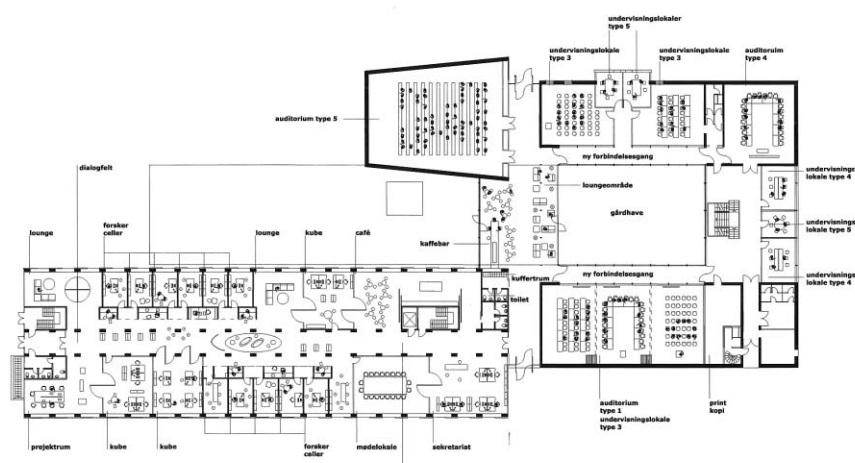 undervisningslokaler
type 5
undervisningslokale
type 3
undervisningslokale
type 3
auditoruim
type 4
auditorium type 5
ny forbindelsesgang
dialogfelt
loungeområde
undervisnings
lokale type 4
gårdhave
forsker
celler
lounge
lounge
kube
café
kaffebar
undervisnings
lokale type 5
kuffertrum
ny forbindelsesgang
undervisnings
lokale type 4
toilet
auditorium
type 1
undervisningslokale
type 3
print
kopi
projektrum
kube
kube
forsker
celler
mødelokale
sekretariat